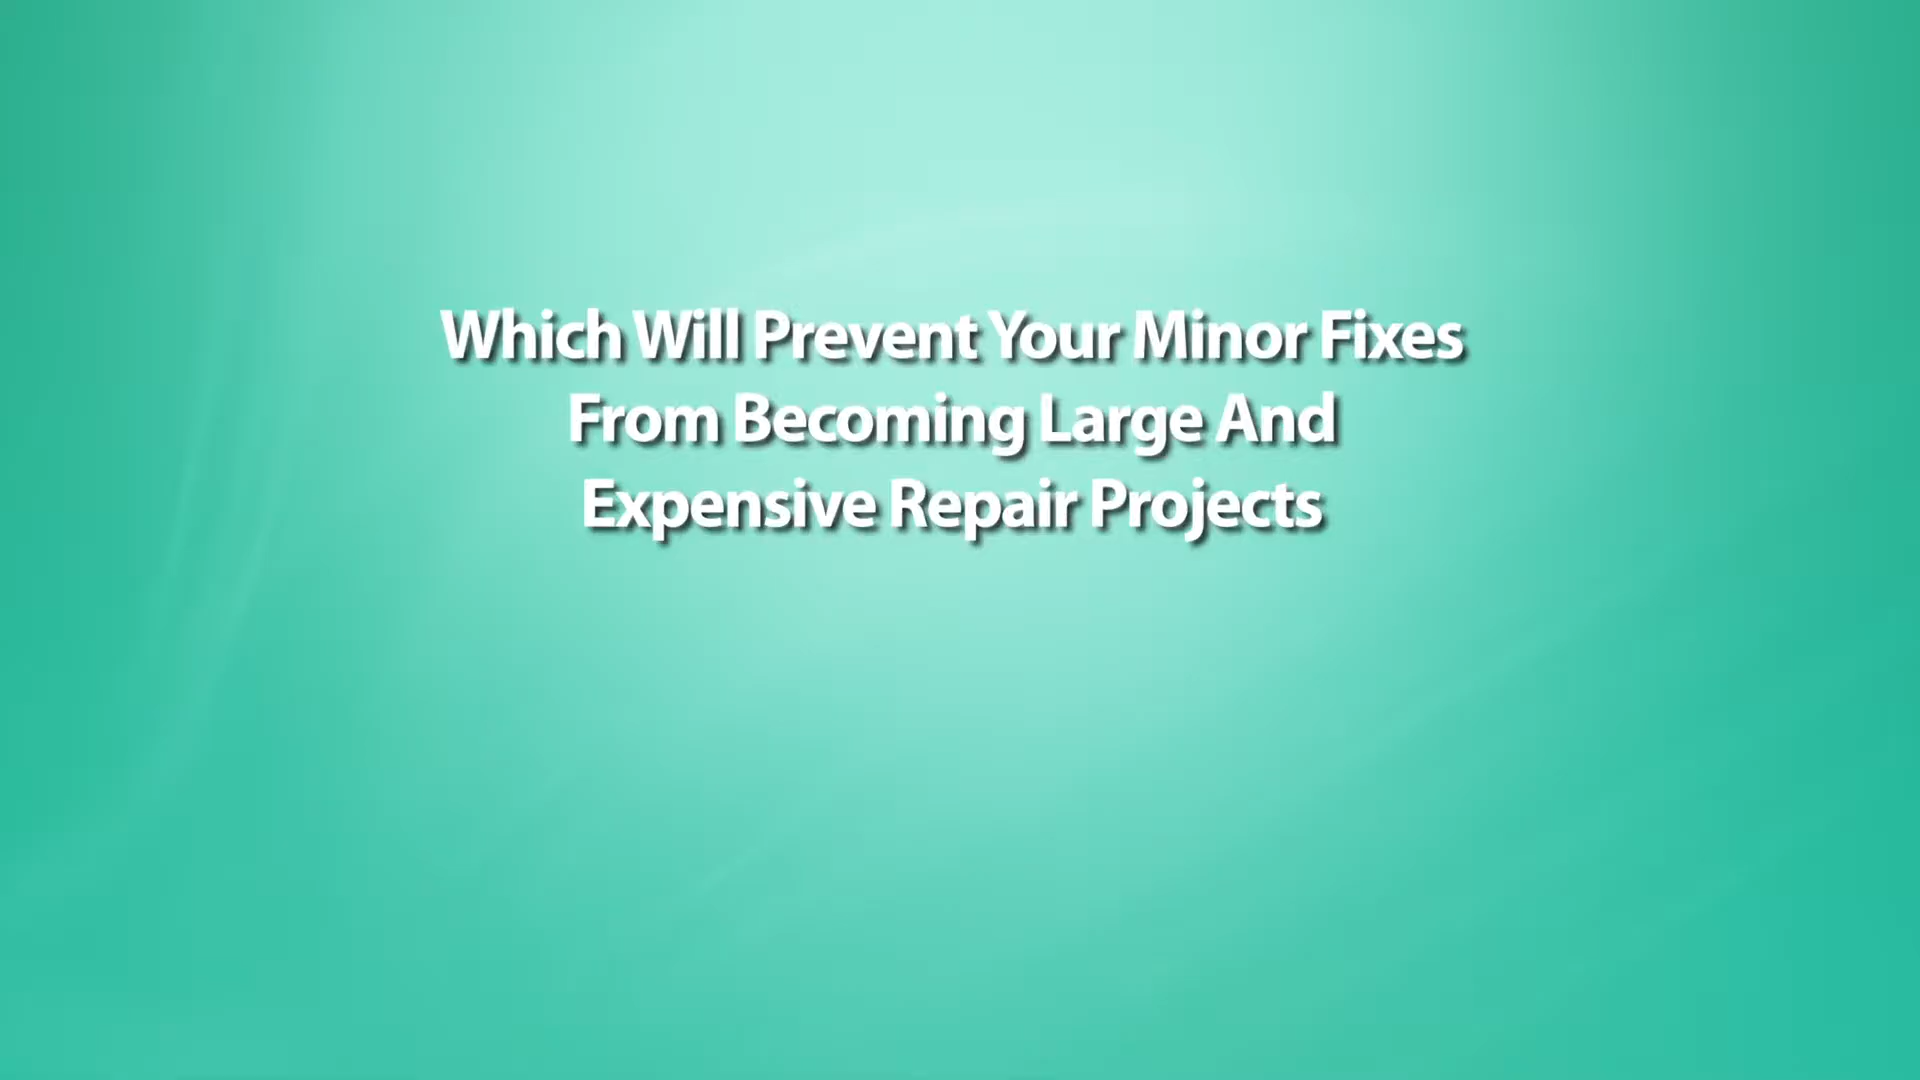 Which Will Prevent Your Minor Fixes
From Becoming Large And
Expensive Repair Projects